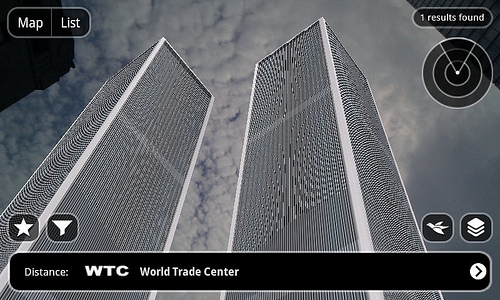 Map List
1 results found
Distance: WTC World Trade Center